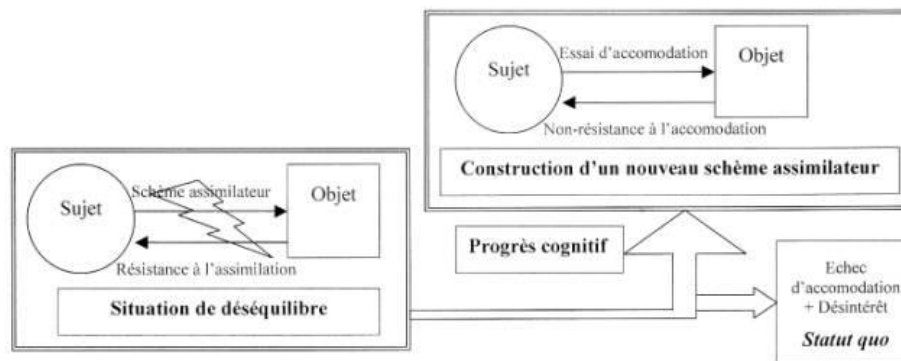 Sujet
Essai d'accomodation
Objet
Non-résistance à l'accomodation
Construction d'un nouveau schème assimilateur
Sujet
Schème assimilateur
Objet
Résistance à l'assimilation
Situation de déséquilibre
Progrès cognitif
Echec
d'accomodation
+ Désintérêt
Statut quo